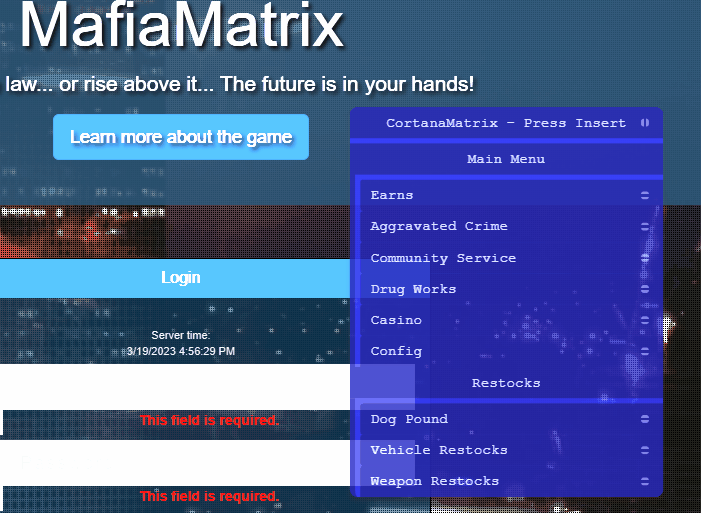 MafiaMatrix
law... or rise above it... The future is in your hands!
Learn more about the game
CortanaMatrix - Press Insert
Main Menu
Earns
Aggravated Crime
Community Service
Drug Works
Casino
Config
Restocks
Dog Pound
Vehicle Restocks
Weapon Restocks
Login
Server time:
3/19/2023 4:56:29 PM
This field is required.
This field is required.